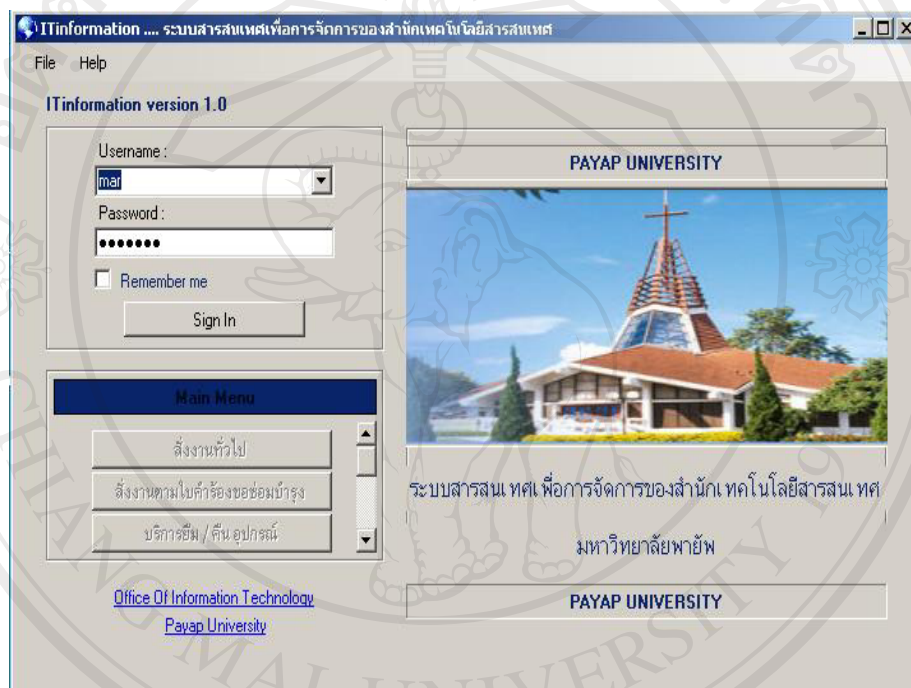 ITinformation .... ระบบสารสนเทศเพื่อการจัดการของสำนักเทคโนโลยีสารสนเทศ
File Help
ITinformation version 1.0
Username :
mar
Password :
Remember me
Sign In
Main Menu
สั่งงานทั่วไป
สั่งงานตามใบคำร้องขอซ่อมบำรุง
บริการยืม / คืน อุปกรณ์
Office Of Information Technology
Payap University
PAYAP UNIVERSITY
ระบบสารสนเทศเพื่อการจัดการของสำนักเทคโนโลยีสารสนเทศ
มหาวิทยาลัยพายัพ
PAYAP UNIVERSITY
CHIANG MAI UNIVERSITY